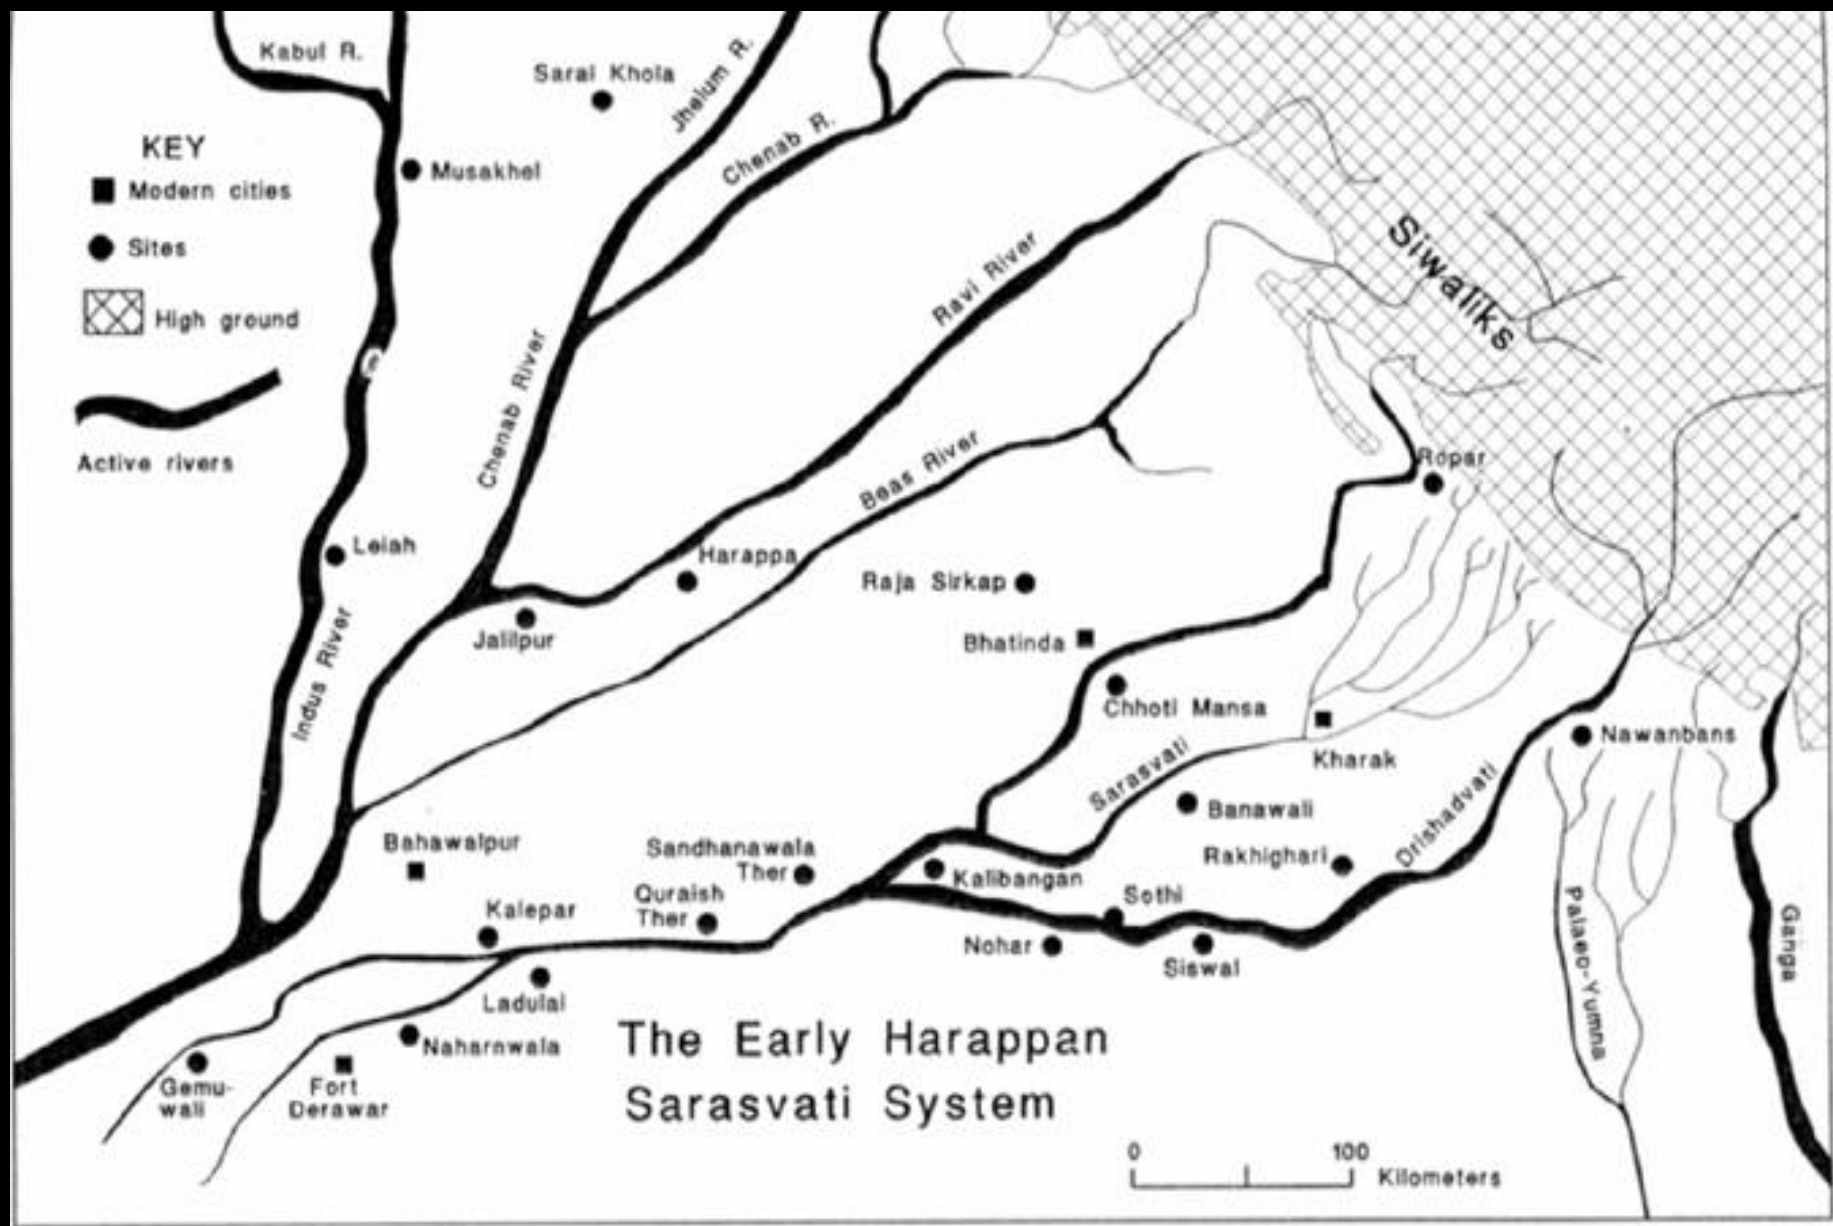 Kabul R.
Sarai Khola
Jhelum R.
Chenab R.
KEY
Modern cities
Musakhel
Sites
High ground
Active rivers
Siwaliks
Ravi River
Chenab River
Beas River
Ropar
Leiah
Harappa
Raja Sirkap
Jalilpur
Bhatinda
Indus River
Chhoti Mansa
Nawanbans
Sarasvati
Kharak
Banawali
Drishadvati
Bahawalpur
Sandhanawala
Ther
Rakhighari
Kalibangan
Quraish
Ther
Sothi
Kalepar
Nohar
Siswal
Palaeo-Yumna
Ganga
Ladulai
Naharnwala
Gemu-
wali
Fort
Derawar
The Early Harappan
Sarasvati System
0 100
Kilometers